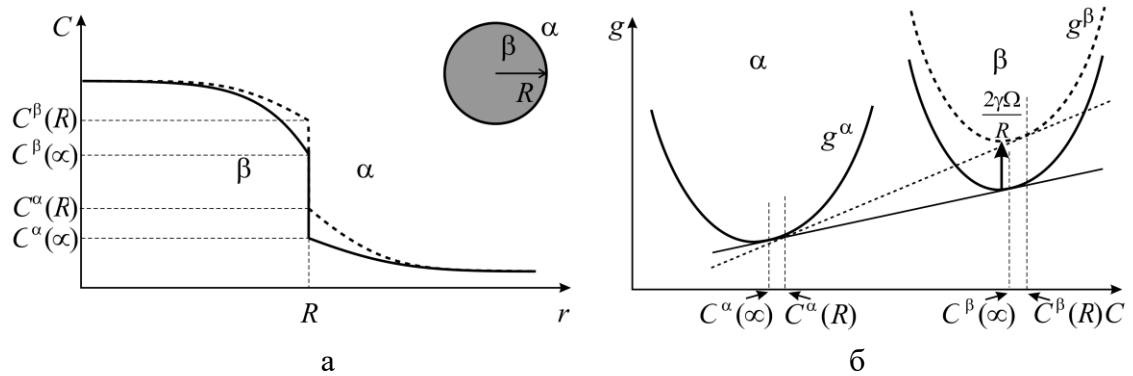 C
C^β(R)
C^β(∞)
C^α(R)
C^α(∞)
β
α
R
r
β
α
R
а
g
α
g^α
β
g^β
2γΩ
R
C^α(∞)
C^α(R)
C^β(∞)
C^β(R)
C
б